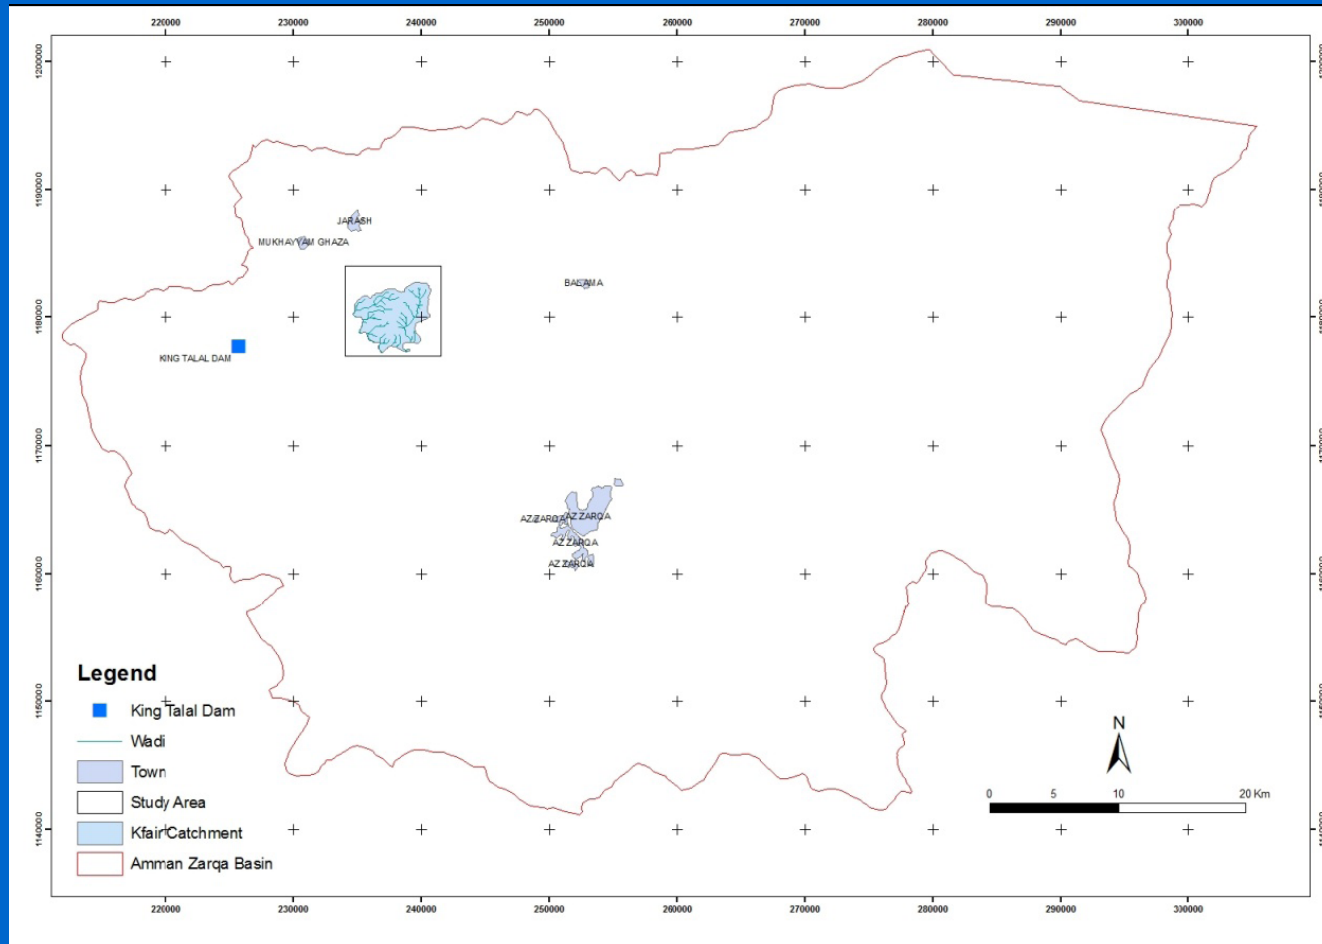 220000 230000 240000 250000 260000 270000 280000 290000 300000
1200000
1190000
JARASH
MUKHAYYAM GHAZA
BALAMA
1180000
KING TALAL DAM
1170000
AZ ZARQA AZ ZARQA
AZ ZARQA
AZ ZARQA
1160000
Legend
1150000
King Talal Dam
Wadi
Town
Study Area
1140000
Kfair Catchment
Amman Zarqa Basin
N
0 5 10 20 Km
220000 230000 240000 250000 260000 270000 280000 290000 300000